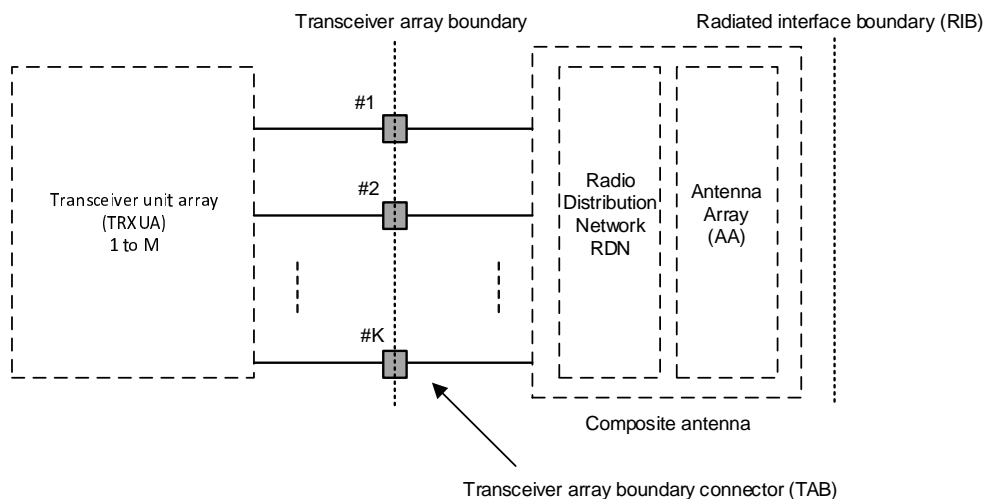 Transceiver array boundary
Radiated interface boundary (RIB)
#1
#2
#K
Transceiver unit array
(TRXUA)
1 to M
Radio
Distribution
Network
RDN
Antenna
Array
(AA)
Composite antenna
Transceiver array boundary connector (TAB)